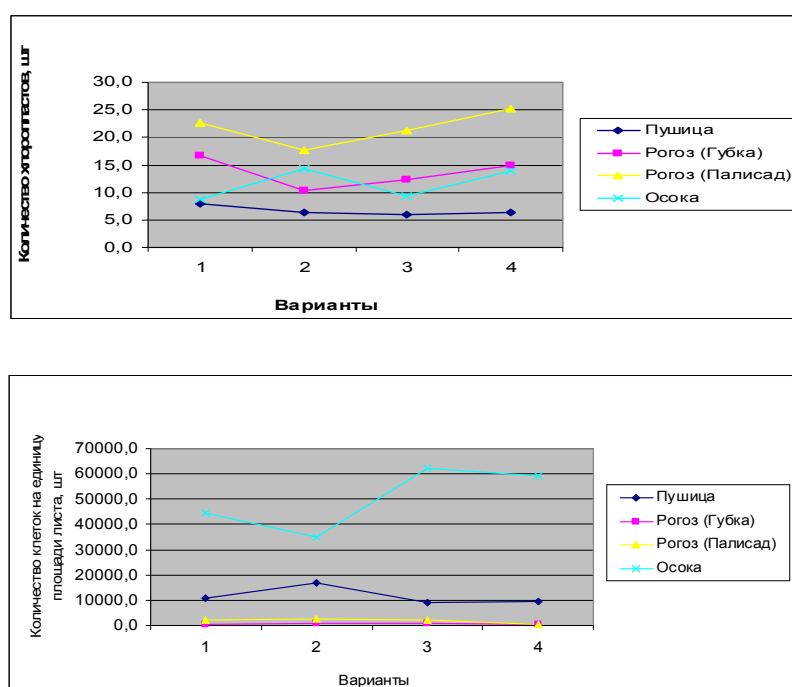 Количество хлоропластов, шт
30,0
25,0
20,0
15,0
10,0
5,0
0,0
1 2 3 4
Варианты
Пушица
Рогоз (Губка)
Рогоз (Палисад)
Осока
Количество клеток на единицу
площади листа, шт
70000,0
60000,0
50000,0
40000,0
30000,0
20000,0
10000,0
0,0
1 2 3 4
Варианты
Пушица
Рогоз (Губка)
Рогоз (Палисад)
Осока